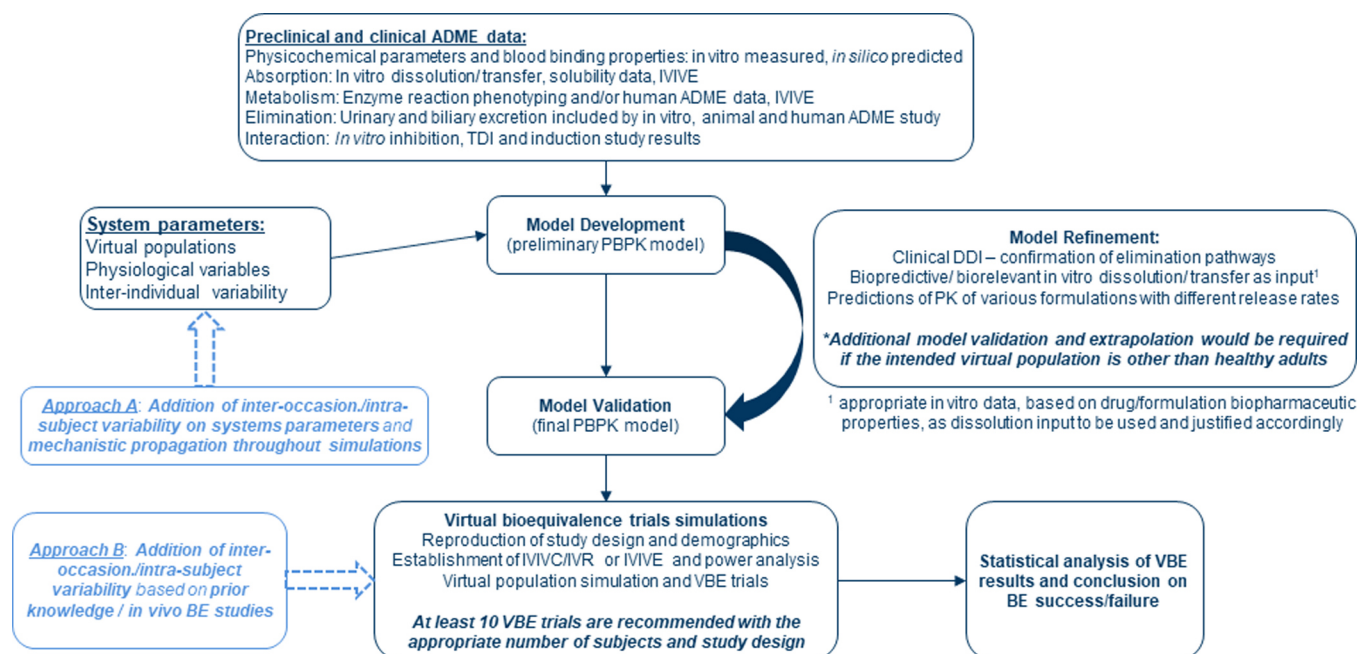 Preclinical and clinical ADME data:
Physicochemical parameters and blood binding properties: in vitro measured, in silico predicted
Absorption: In vitro dissolution/ transfer, solubility data, IVIVE
Metabolism: Enzyme reaction phenotyping and/or human ADME data, IVIVE
Elimination: Urinary and biliary excretion included by in vitro, animal and human ADME study
Interaction: In vitro inhibition, TDI and induction study results
System parameters:
Virtual populations
Physiological variables
Inter-individual variability
Model Development
(preliminary PBPK model)
Model Refinement:
Clinical DDI – confirmation of elimination pathways
Biopredictive/ biorelevant in vitro dissolution/ transfer as input1
Predictions of PK of various formulations with different release rates
*Additional model validation and extrapolation would be required
if the intended virtual population is other than healthy adults
1 appropriate in vitro data, based on drug/formulation biopharmaceutic
properties, as dissolution input to be used and justified accordingly
Approach A: Addition of inter-occasion./intra-
subject variability on systems parameters and
mechanistic propagation throughout simulations
Model Validation
(final PBPK model)
Approach B: Addition of inter-
occasion./intra-subject
variability based on prior
knowledge / in vivo BE studies
Virtual bioequivalence trials simulations
Reproduction of study design and demographics
Establishment of IVIVC/IVR or IVIVE and power analysis
Virtual population simulation and VBE trials
At least 10 VBE trials are recommended with the
appropriate number of subjects and study design
Statistical analysis of VBE
results and conclusion on
BE success/failure